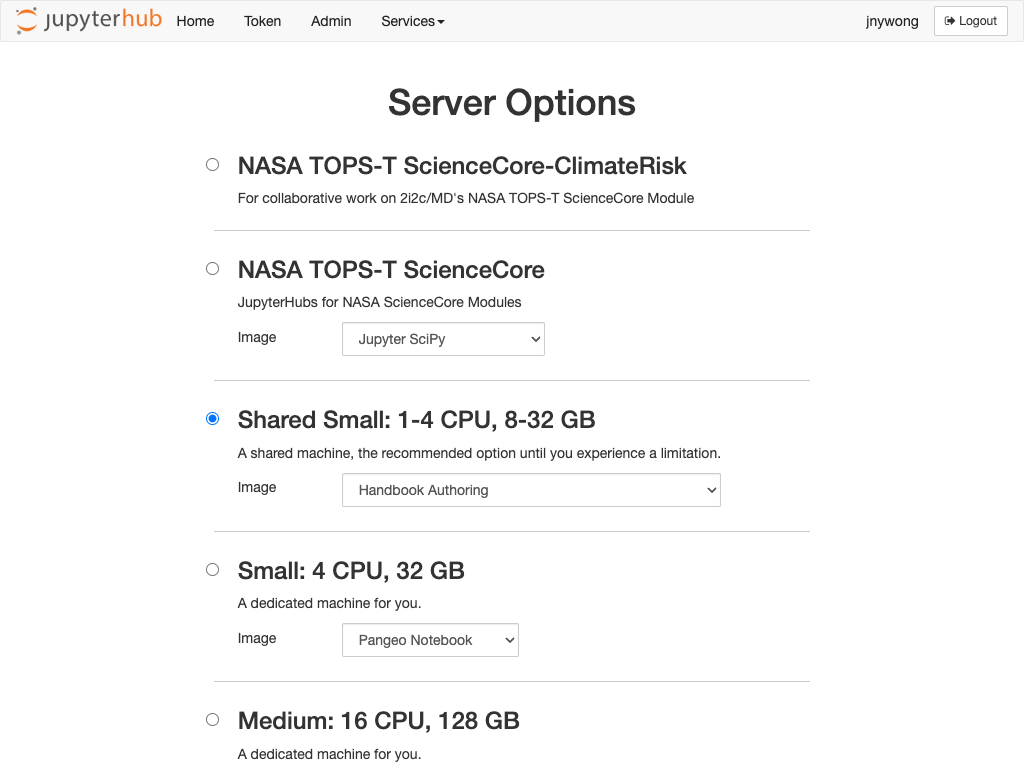 jupyterhub Home Token Admin Services jnywong Logout
Server Options
NASA TOPS-T ScienceCore-ClimateRisk
For collaborative work on 2i2c/MD's NASA TOPS-T ScienceCore Module
NASA TOPS-T ScienceCore
JupyterHubs for NASA ScienceCore Modules
Image Jupyter SciPy
Shared Small: 1-4 CPU, 8-32 GB
A shared machine, the recommended option until you experience a limitation.
Image Handbook Authoring
Small: 4 CPU, 32 GB
A dedicated machine for you.
Image Pangeo Notebook
Medium: 16 CPU, 128 GB
A dedicated machine for you.